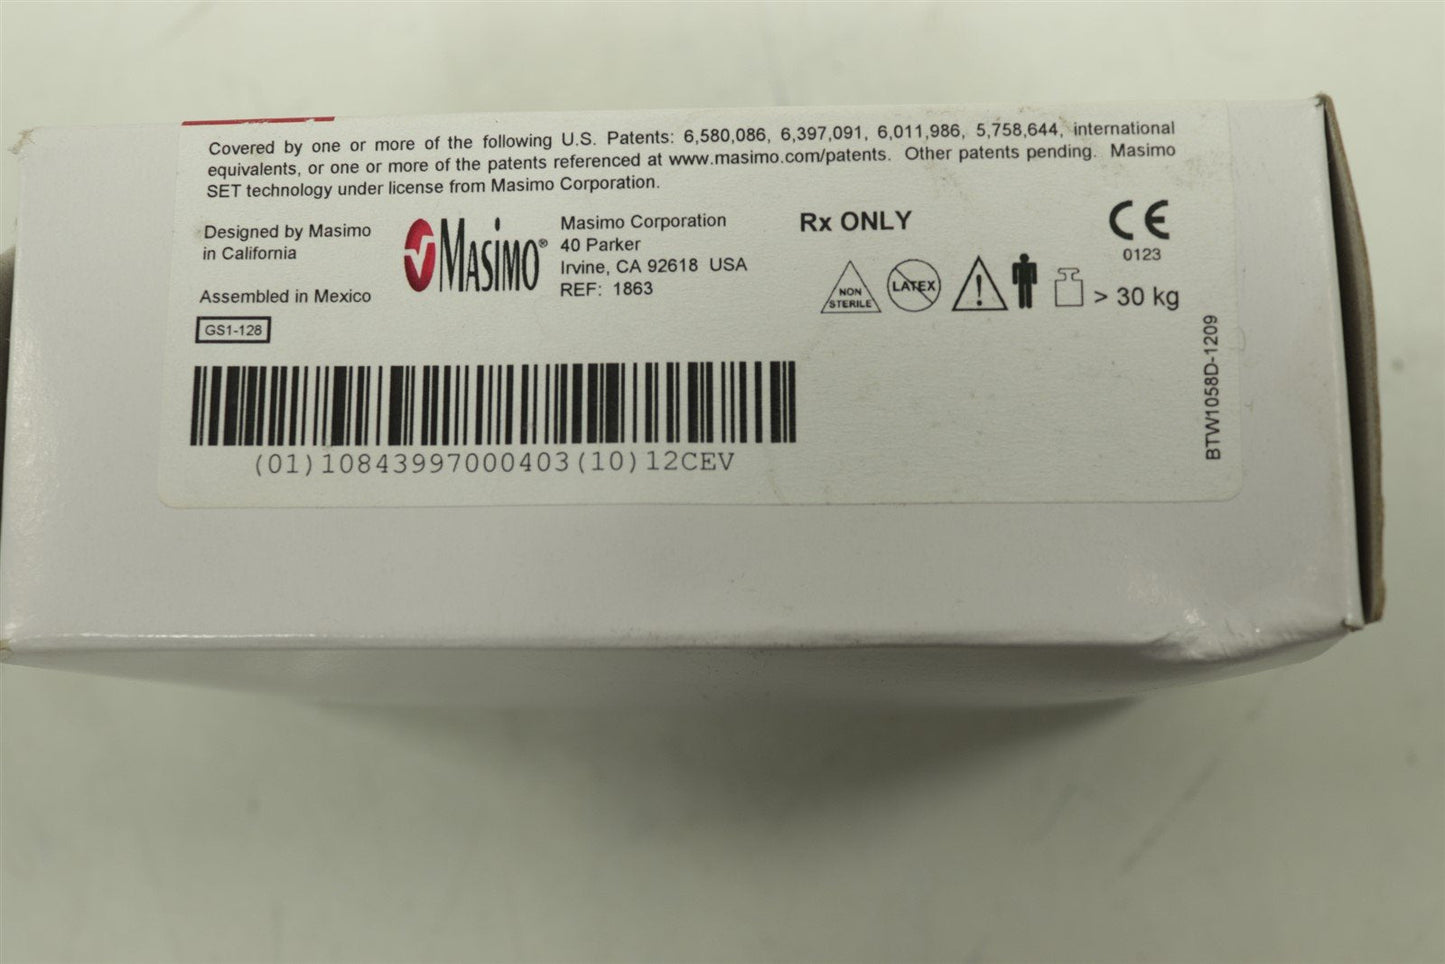 Covered by one or more of the following U.S. Patents: 6,580,086, 6,397,091, 6,011,986, 5,758,644, international
equivalents, or one or more of the patents referenced at www.masimo.com/patents. Other patents pending. Masimo
SET technology under license from Masimo Corporation.
Designed by Masimo
in California
Assembled in Mexico
GS1-128
MASIMO®
Masimo Corporation
40 Parker
Irvine, CA 92618 USA
REF: 1863
Rx ONLY
CE
0123
NON
STERILE
LATEX
!
> 30 kg
(01)10843997000403(10)12CEV
BTW1058D-1209